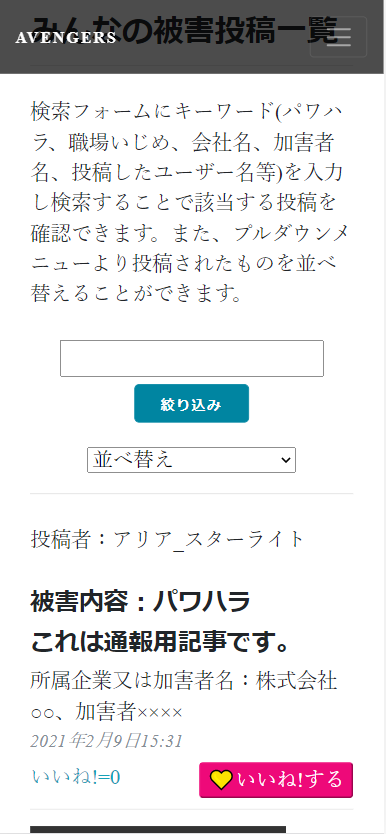 AVENGERS
みんなの被害投稿一覧
検索フォームにキーワード(パワハ
ラ、職場いじめ、会社名、加害者
名、投稿したユーザー名等)を入力
し検索することで該当する投稿を
確認できます。また、プルダウンメ
ニューより投稿されたものを並べ
替えることができます。
絞り込み
並べ替え
投稿者：アリア_スターライト
被害内容：パワハラ
これは通報用記事です。
所属企業又は加害者名：株式会社
○○、加害者××××
2021年2月9日15:31
いいね!=0
いいね!する